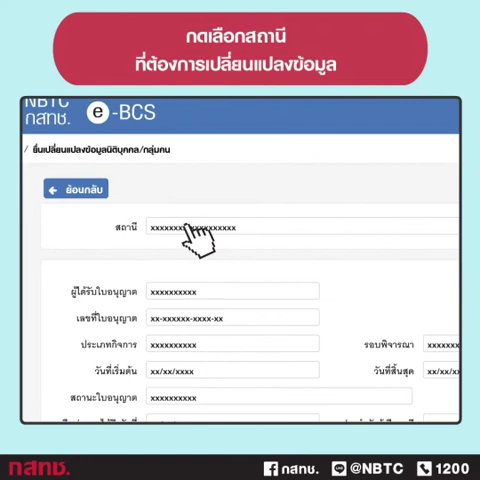 กดเลือกสถานี
ที่ต้องการเปลี่ยนแปลงข้อมูล
NBTC
กสทช. e-BCS
/ ยื่นเปลี่ยนแปลงข้อมูลนิติบุคคล/กลุ่มคน
ย้อนกลับ
สถานี
ผู้ได้รับใบอนุญาต xxxxxxxxxx
เลขที่ใบอนุญาต xx-xxxxxx-xxxx-xx
ประเภทกิจการ xxxxxxxxxx รอบพิจารณา
วันที่เริ่มต้น xx/xx/xxxx วันที่สิ้นสุด
สถานะใบอนุญาต xxxxxxxxxx
กสทช. กสทช. @NBTC 1200